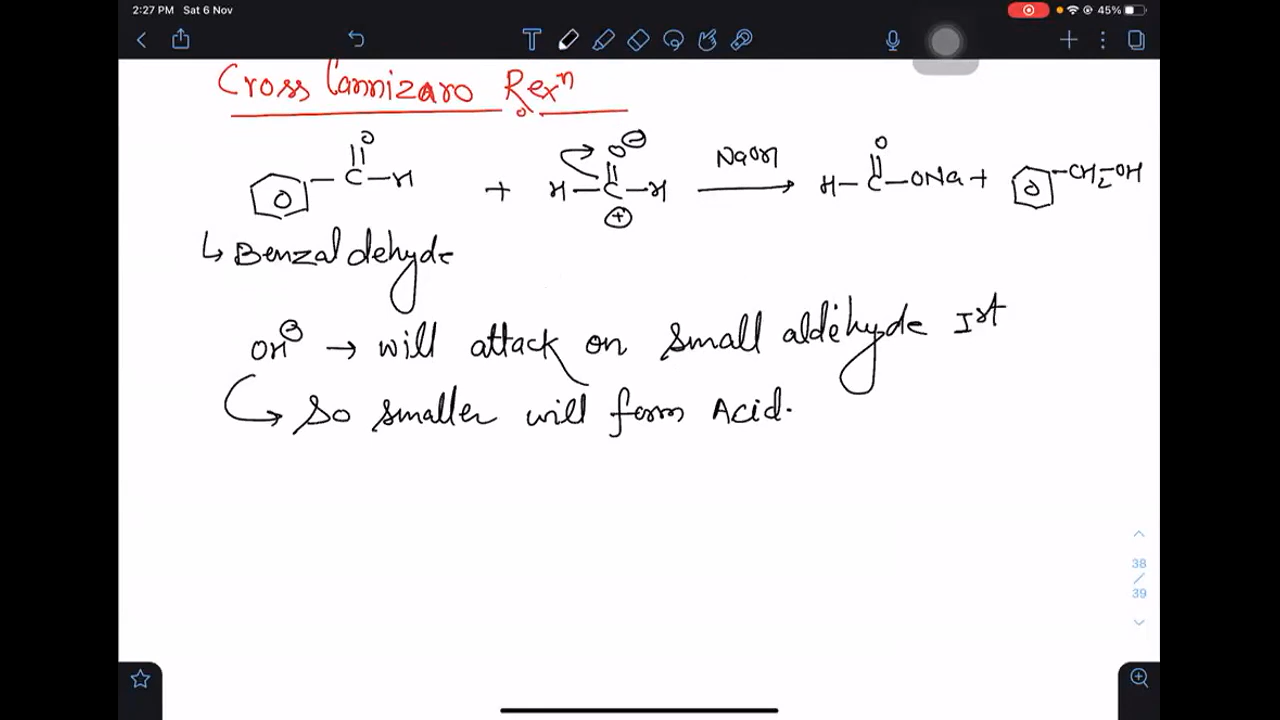 2:27 PM Sat 6 Nov 45%
Cross Cannizaro Rexⁿ
O O⊖ NaOH O
C–H + H–C–H → H–C–ONa + CH₂–OH
⊕
↳ Benzaldehyde
OH⊖ → will attack on small aldehyde Ist
↳ So smaller will form Acid.
38
/
39